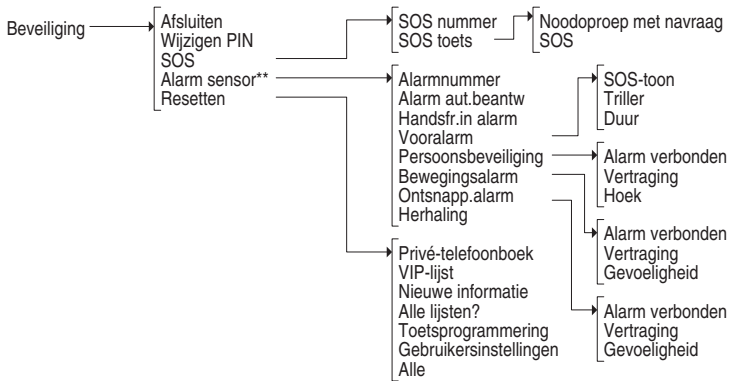 Beveiliging
Afsluiten
Wijzigen PIN
SOS
Alarm sensor**
Resetten
SOS nummer
SOS toets
Noodoproep met navraag
SOS
Alarmnummer
Alarm aut.beantw
Handsfr.in alarm
Vooralarm
Persoonsbeveiliging
Bewegingsalarm
Ontsnapp.alarm
Herhaling
SOS-toon
Triller
Duur
Alarm verbonden
Vertraging
Hoek
Alarm verbonden
Vertraging
Gevoeligheid
Alarm verbonden
Vertraging
Gevoeligheid
Privé-telefoonboek
VIP-lijst
Nieuwe informatie
Alle lijsten?
Toetsprogrammering
Gebruikersinstellingen
Alle